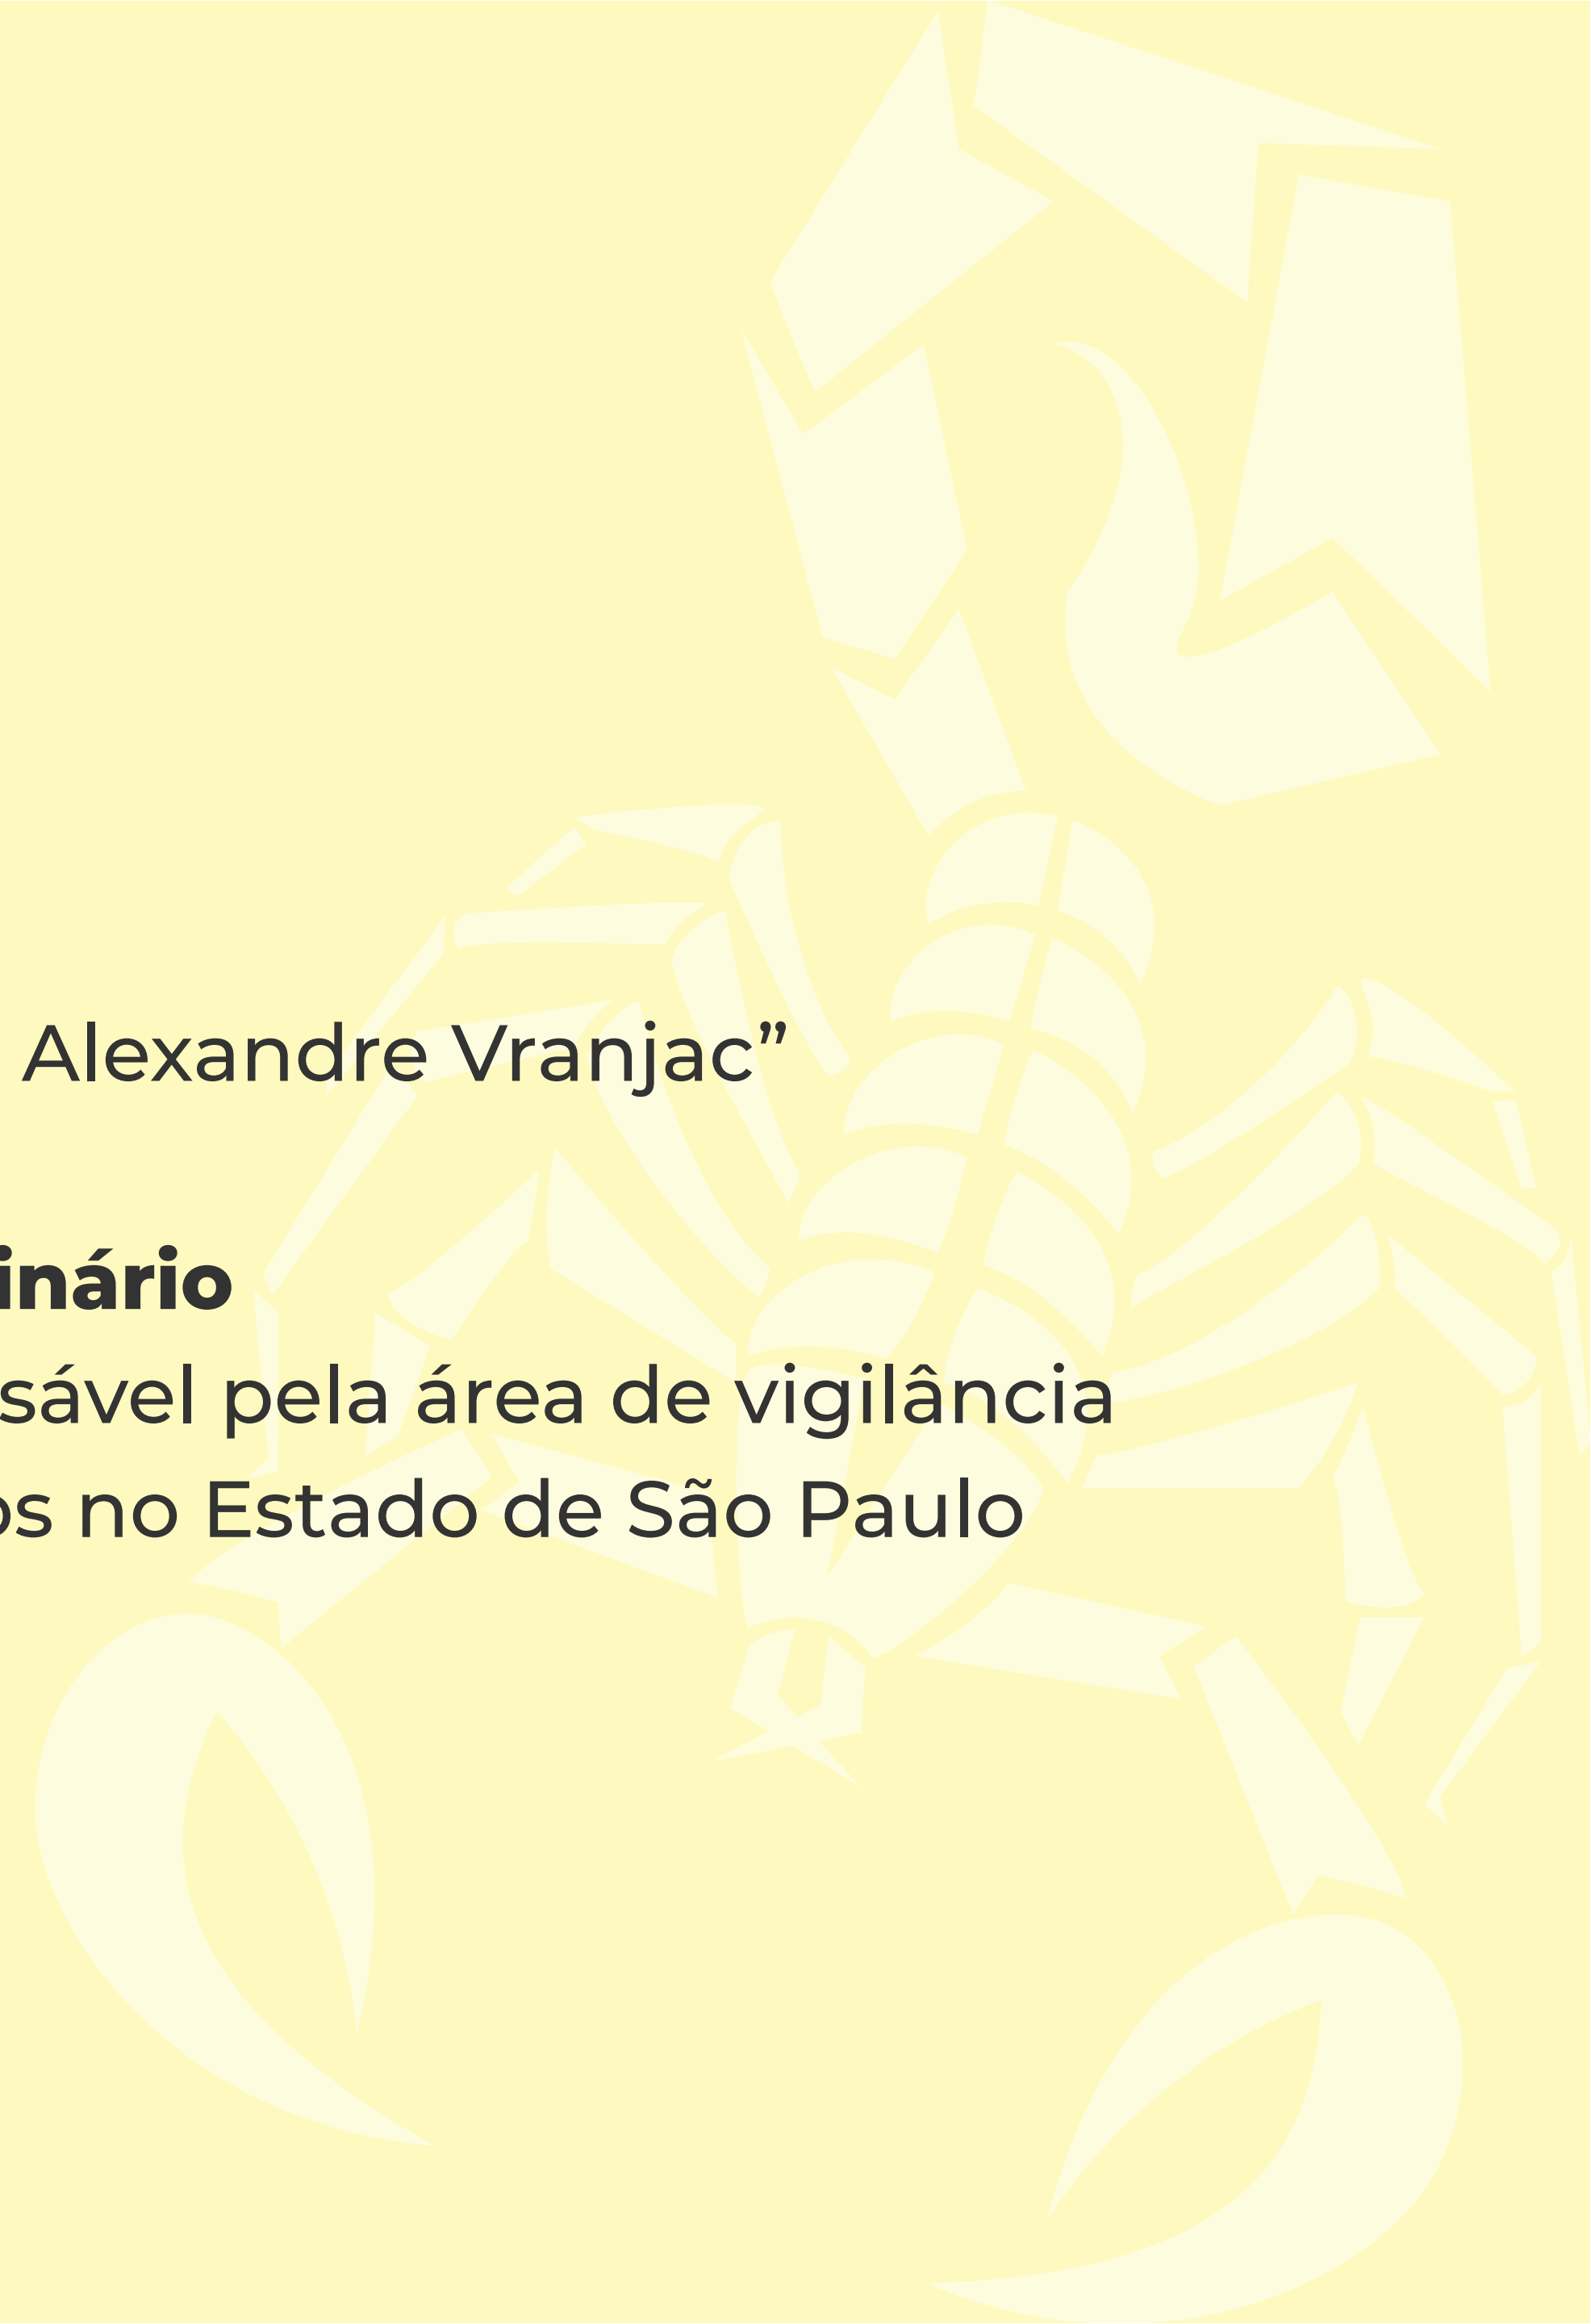 Alexandre Vranjac”
inário
sável pela área de vigilância
os no Estado de São Paulo